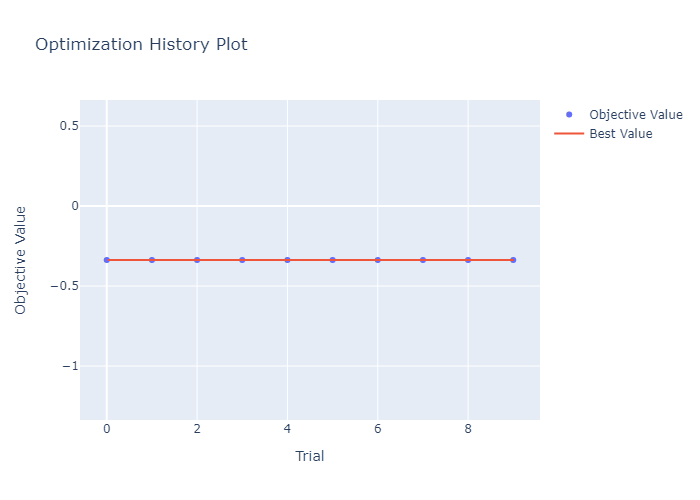 Optimization History Plot
Objective Value
Best Value
0.5
0
−0.5
−1
Objective Value
0 2 4 6 8
Trial